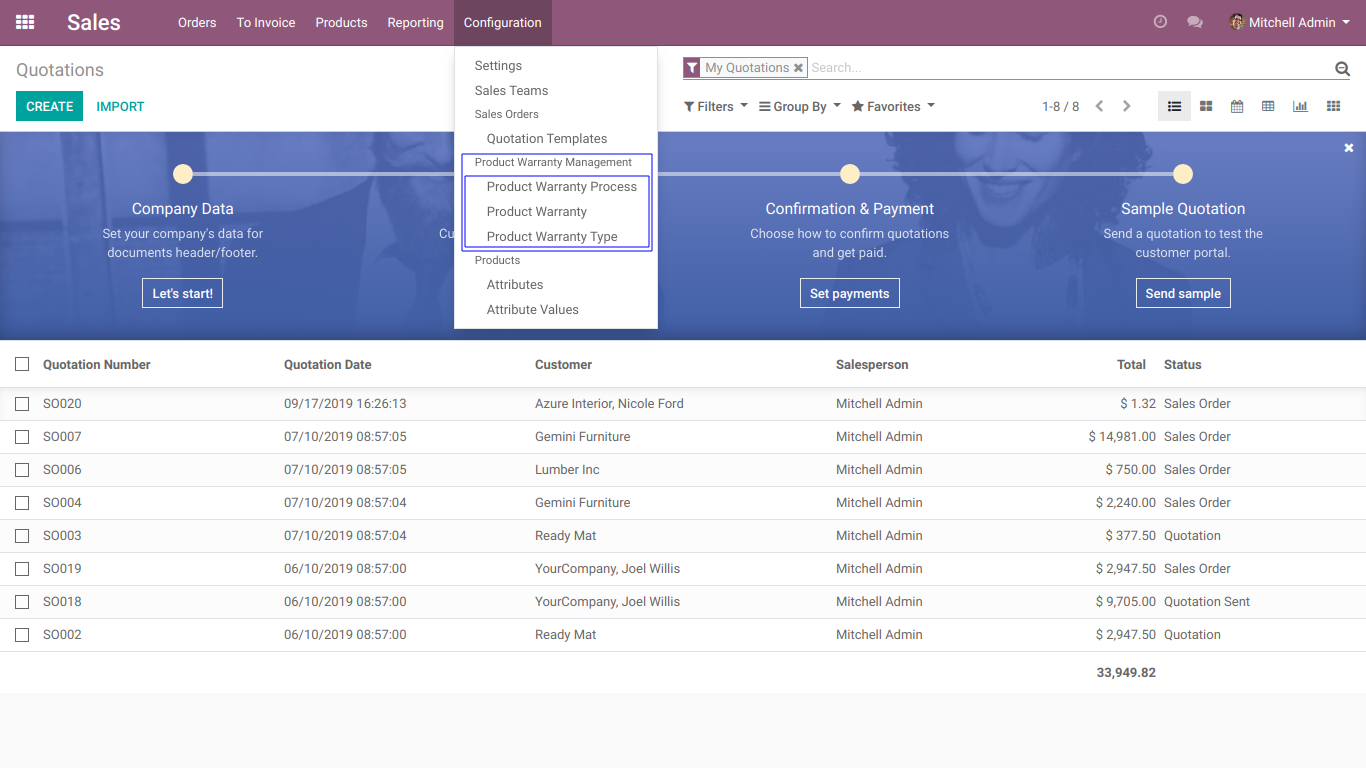 Sales Orders To Invoice Products Reporting Configuration Mitchell Admin
Quotations
My Quotations Search...
CREATE IMPORT
Filters Group By Favorites 1-8 / 8
Settings
Sales Teams
Sales Orders
Quotation Templates
Product Warranty Management
Product Warranty Process
Product Warranty
Product Warranty Type
Products
Attributes
Attribute Values
Company Data
Set your company's data for
documents header/footer.
Let's start!
Confirmation & Payment
Choose how to confirm quotations
and get paid.
Set payments
Sample Quotation
Send a quotation to test the
customer portal.
Send sample
Quotation Number Quotation Date Customer Salesperson Total Status
SO020 09/17/2019 16:26:13 Azure Interior, Nicole Ford Mitchell Admin $ 1.32 Sales Order
SO007 07/10/2019 08:57:05 Gemini Furniture Mitchell Admin $ 14,981.00 Sales Order
SO006 07/10/2019 08:57:05 Lumber Inc Mitchell Admin $ 750.00 Sales Order
SO004 07/10/2019 08:57:04 Gemini Furniture Mitchell Admin $ 2,240.00 Sales Order
SO003 07/10/2019 08:57:04 Ready Mat Mitchell Admin $ 377.50 Quotation
SO019 06/10/2019 08:57:00 YourCompany, Joel Willis Mitchell Admin $ 2,947.50 Sales Order
SO018 06/10/2019 08:57:00 YourCompany, Joel Willis Mitchell Admin $ 9,705.00 Quotation Sent
SO002 06/10/2019 08:57:00 Ready Mat Mitchell Admin $ 2,947.50 Quotation
33,949.82